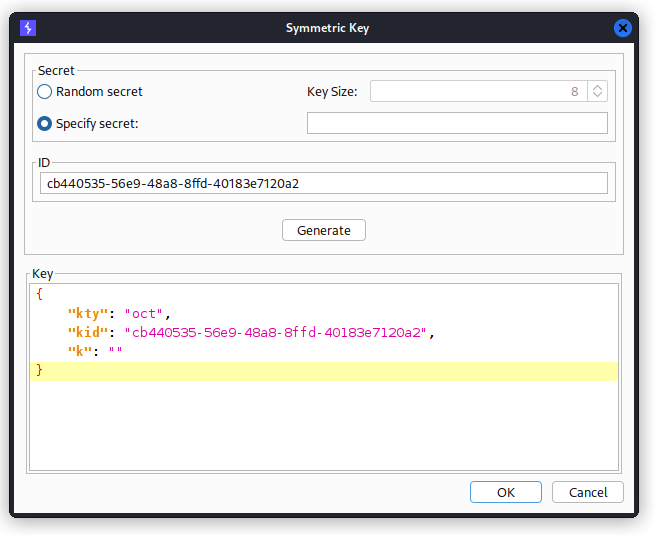 Symmetric Key
Secret
Random secret
Key Size: 8
Specify secret:
ID
cb440535-56e9-48a8-8ffd-40183e7120a2
Generate
Key
{
    "kty": "oct",
    "kid": "cb440535-56e9-48a8-8ffd-40183e7120a2",
    "k": ""
}
OK Cancel